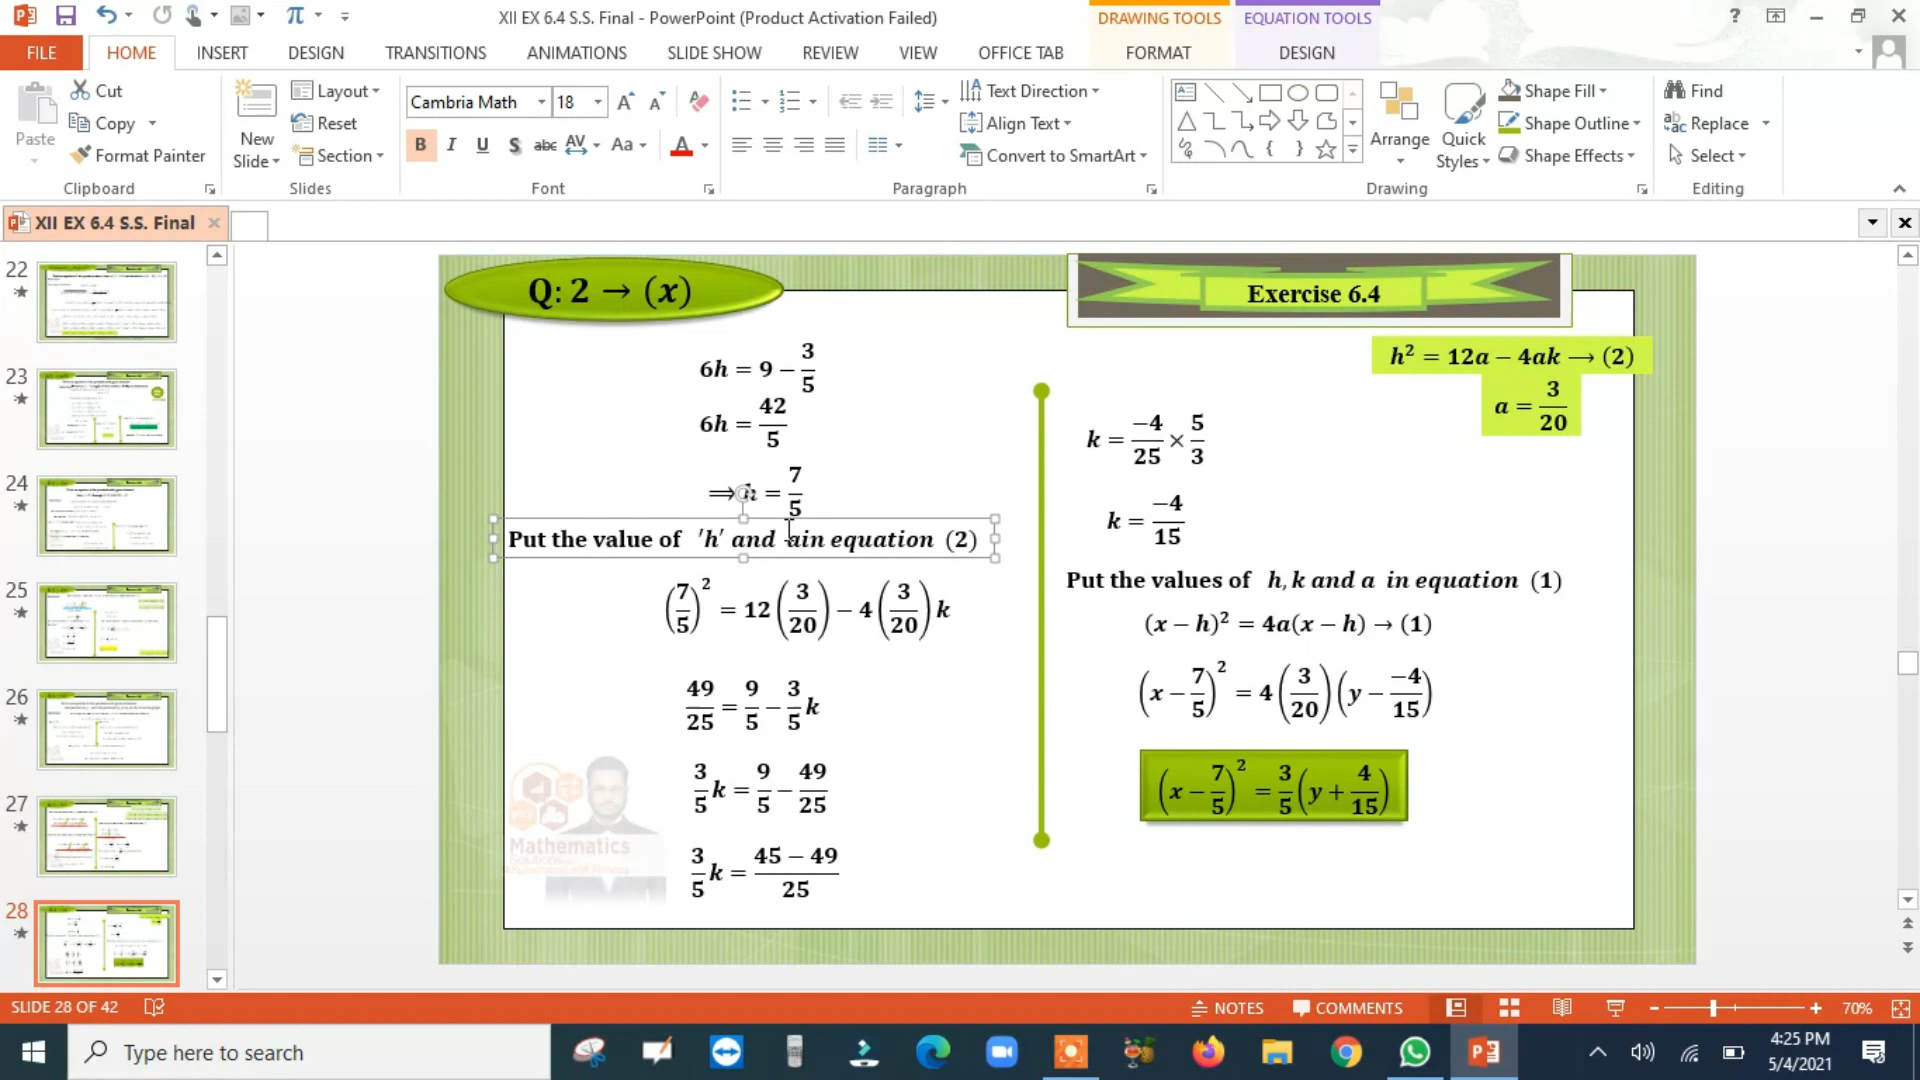 XII EX 6.4 S.S. Final - PowerPoint (Product Activation Failed)
DRAWING TOOLS
EQUATION TOOLS
FILE
HOME
INSERT
DESIGN
TRANSITIONS
ANIMATIONS
SLIDE SHOW
REVIEW
VIEW
OFFICE TAB
FORMAT
DESIGN
Paste
Cut
Copy
Format Painter
Clipboard
New Slide
Layout
Reset
Section
Slides
Cambria Math
18
B I U S abc AV Aa A
Font
Text Direction
Align Text
Convert to SmartArt
Paragraph
Arrange
Quick Styles
Shape Fill
Shape Outline
Shape Effects
Drawing
Find
Replace
Select
Editing
XII EX 6.4 S.S. Final
22
23
24
25
26
27
28
Q: 2 → (x)
Exercise 6.4
h² = 12a − 4ak ⟶ (2)
a = 3/20
6h = 9 − 3/5
6h = 42/5
⟹ h = 7/5
Put the value of 'h' and ain equation (2)
(7/5)² = 12(3/20) − 4(3/20)k
49/25 = 9/5 − 3/5 k
3/5 k = 9/5 − 49/25
3/5 k = (45 − 49)/25
Mathematics
k = −4/25 × 5/3
k = −4/15
Put the values of h, k and a in equation (1)
(x − h)² = 4a(x − h) → (1)
(x − 7/5)² = 4(3/20)(y − −4/15)
(x − 7/5)² = 3/5(y + 4/15)
SLIDE 28 OF 42
NOTES
COMMENTS
70%
Type here to search
4:25 PM
5/4/2021